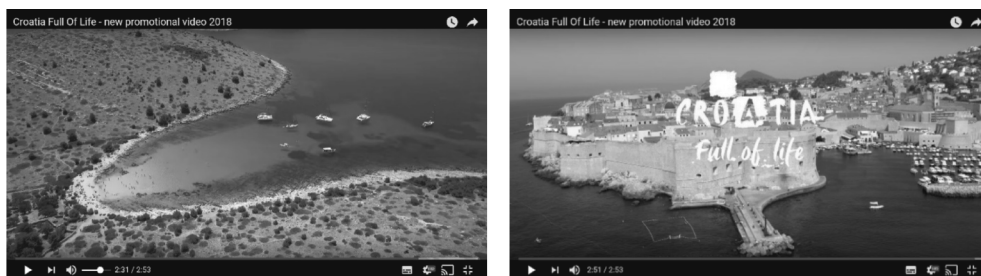 Croatia Full Of Life - new promotional video 2018
2:31 / 2:53
Croatia Full Of Life - new promotional video 2018
CROATIA
Full of life
2:51 / 2:53